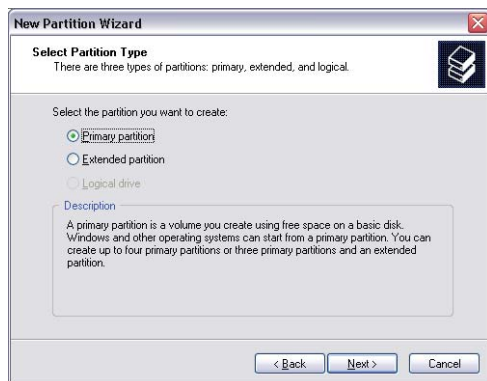 New Partition Wizard
Select Partition Type
There are three types of partitions: primary, extended, and logical.
Select the partition you want to create:
Primary partition
Extended partition
Logical drive
Description
A primary partition is a volume you create using free space on a basic disk.
Windows and other operating systems can start from a primary partition. You can
create up to four primary partitions or three primary partitions and an extended
partition.
< Back
Next >
Cancel